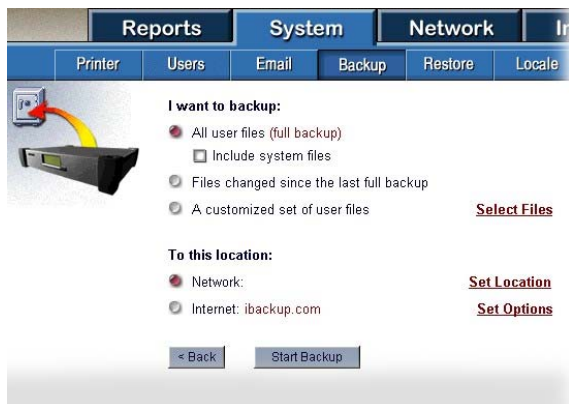 Reports System Network
Printer Users Email Backup Restore Locale
I want to backup:
All user files (full backup)
Include system files
Files changed since the last full backup
A customized set of user files Select Files
To this location:
Network: Set Location
Internet: ibackup.com Set Options
< Back Start Backup